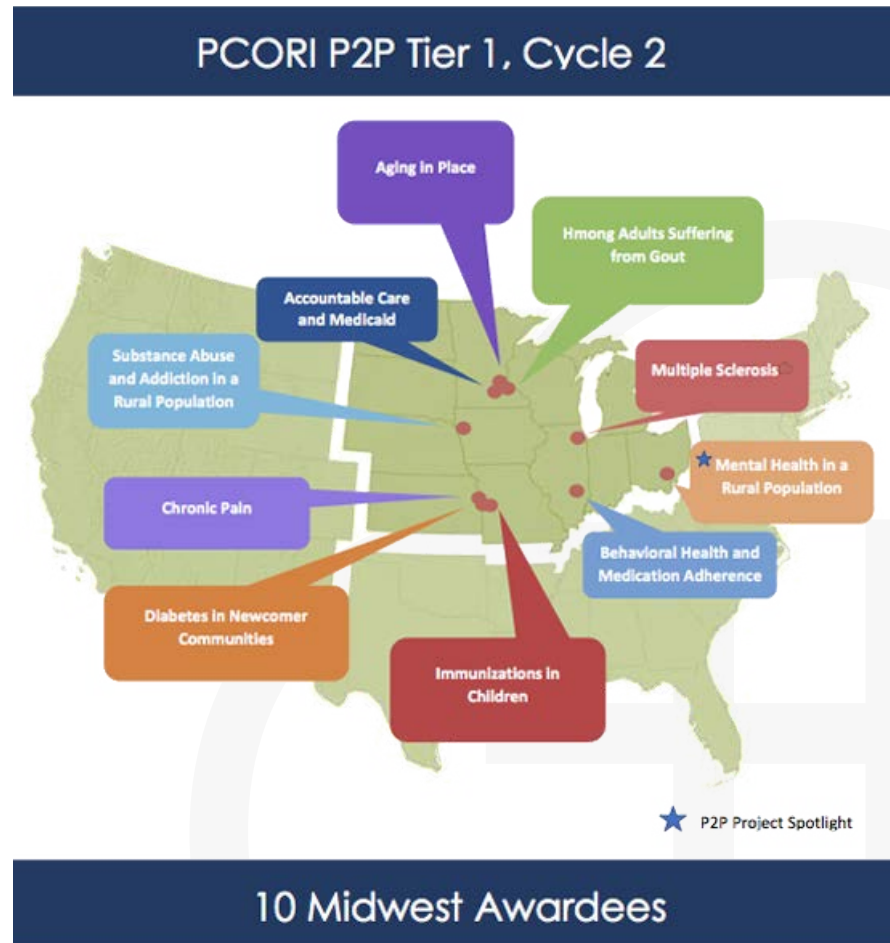 PCORI P2P Tier 1, Cycle 2
Aging in Place
Hmong Adults Suffering
from Gout
Accountable Care
and Medicaid
Substance Abuse
and Addiction in a
Rural Population
Multiple Sclerosis
Mental Health in a
Rural Population
Chronic Pain
Behavioral Health and
Medication Adherence
Diabetes in Newcomer
Communities
Immunizations in
Children
P2P Project Spotlight
10 Midwest Awardees